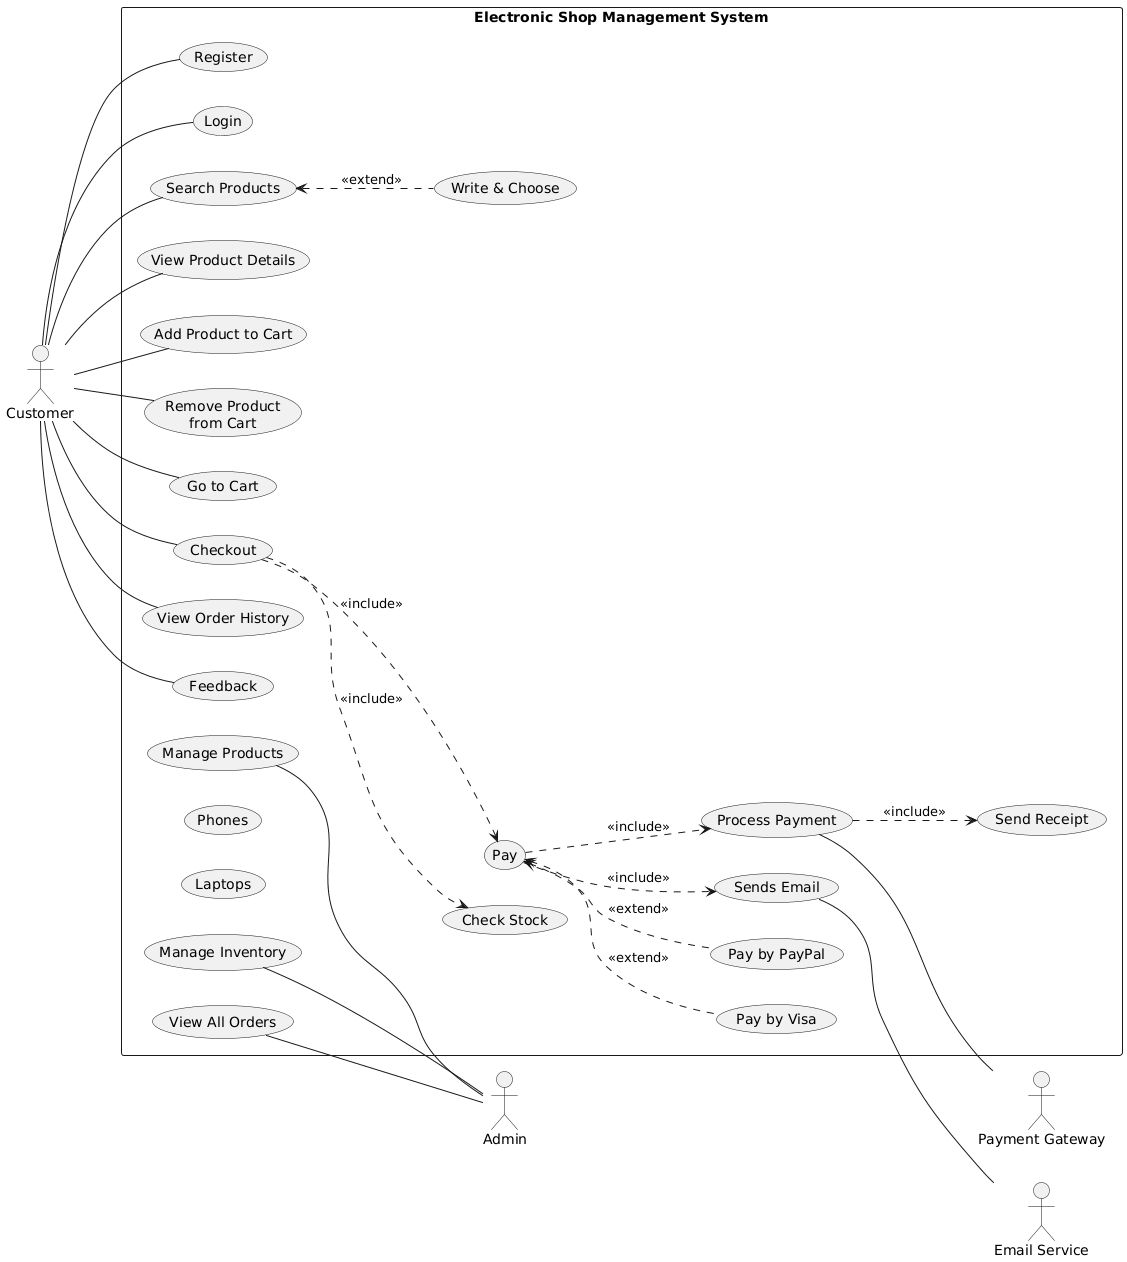 Electronic Shop Management System
Register
Login
Search Products
«extend»
Write & Choose
View Product Details
Add Product to Cart
Customer
Remove Product
from Cart
Go to Cart
Checkout
«include»
View Order History
Feedback
«include»
Manage Products
Phones
Pay
«include»
Process Payment
«include»
Send Receipt
Laptops
Check Stock
«include»
Sends Email
«extend»
Pay by PayPal
Manage Inventory
«extend»
View All Orders
Pay by Visa
Admin
Payment Gateway
Email Service